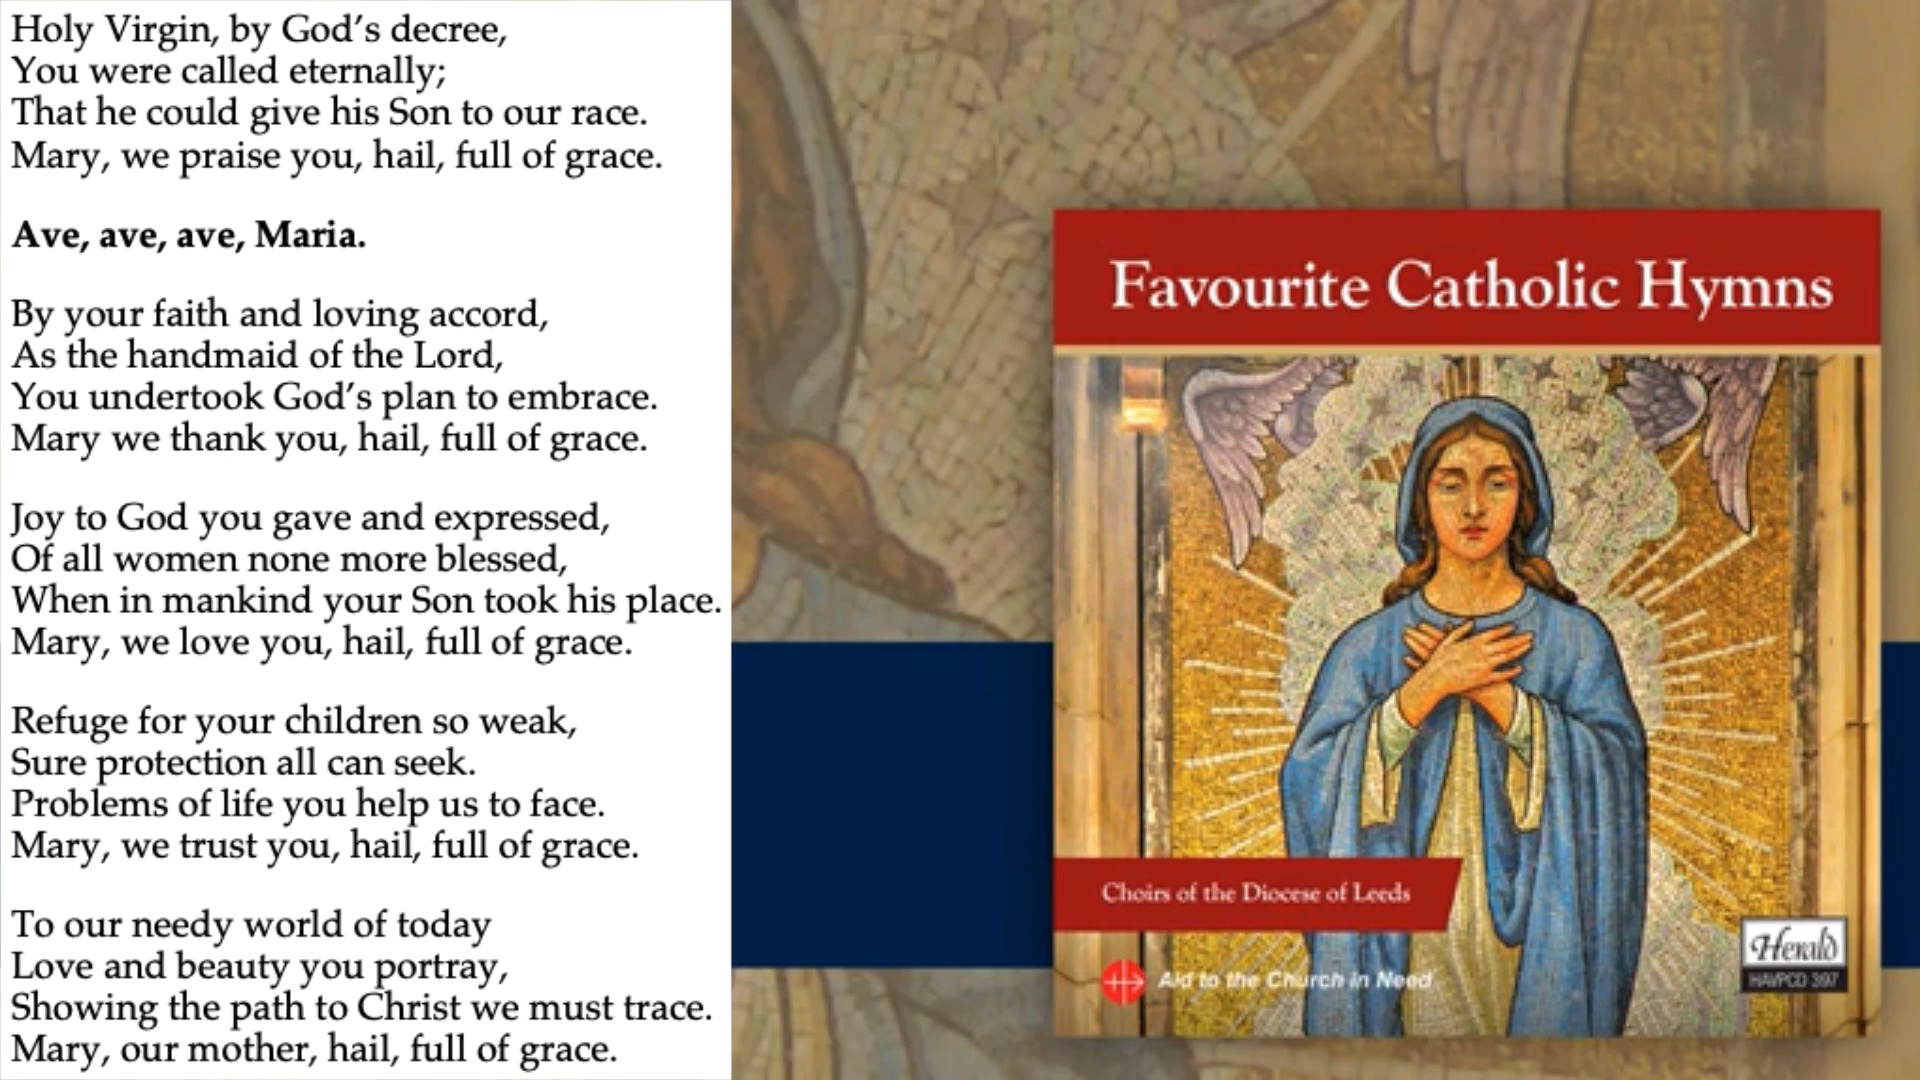 Holy Virgin, by God's decree,
You were called eternally;
That he could give his Son to our race.
Mary, we praise you, hail, full of grace.
Ave, ave, ave, Maria.
By your faith and loving accord,
As the handmaid of the Lord,
You undertook God's plan to embrace.
Mary we thank you, hail, full of grace.
Joy to God you gave and expressed,
Of all women none more blessed,
When in mankind your Son took his place.
Mary, we love you, hail, full of grace.
Refuge for your children so weak,
Sure protection all can seek.
Problems of life you help us to face.
Mary, we trust you, hail, full of grace.
To our needy world of today
Love and beauty you portray,
Showing the path to Christ we must trace.
Mary, our mother, hail, full of grace.
Favourite Catholic Hymns
Choirs of the Diocese of Leeds
Aid to the Church in Need
Herald
HAVPCD 397